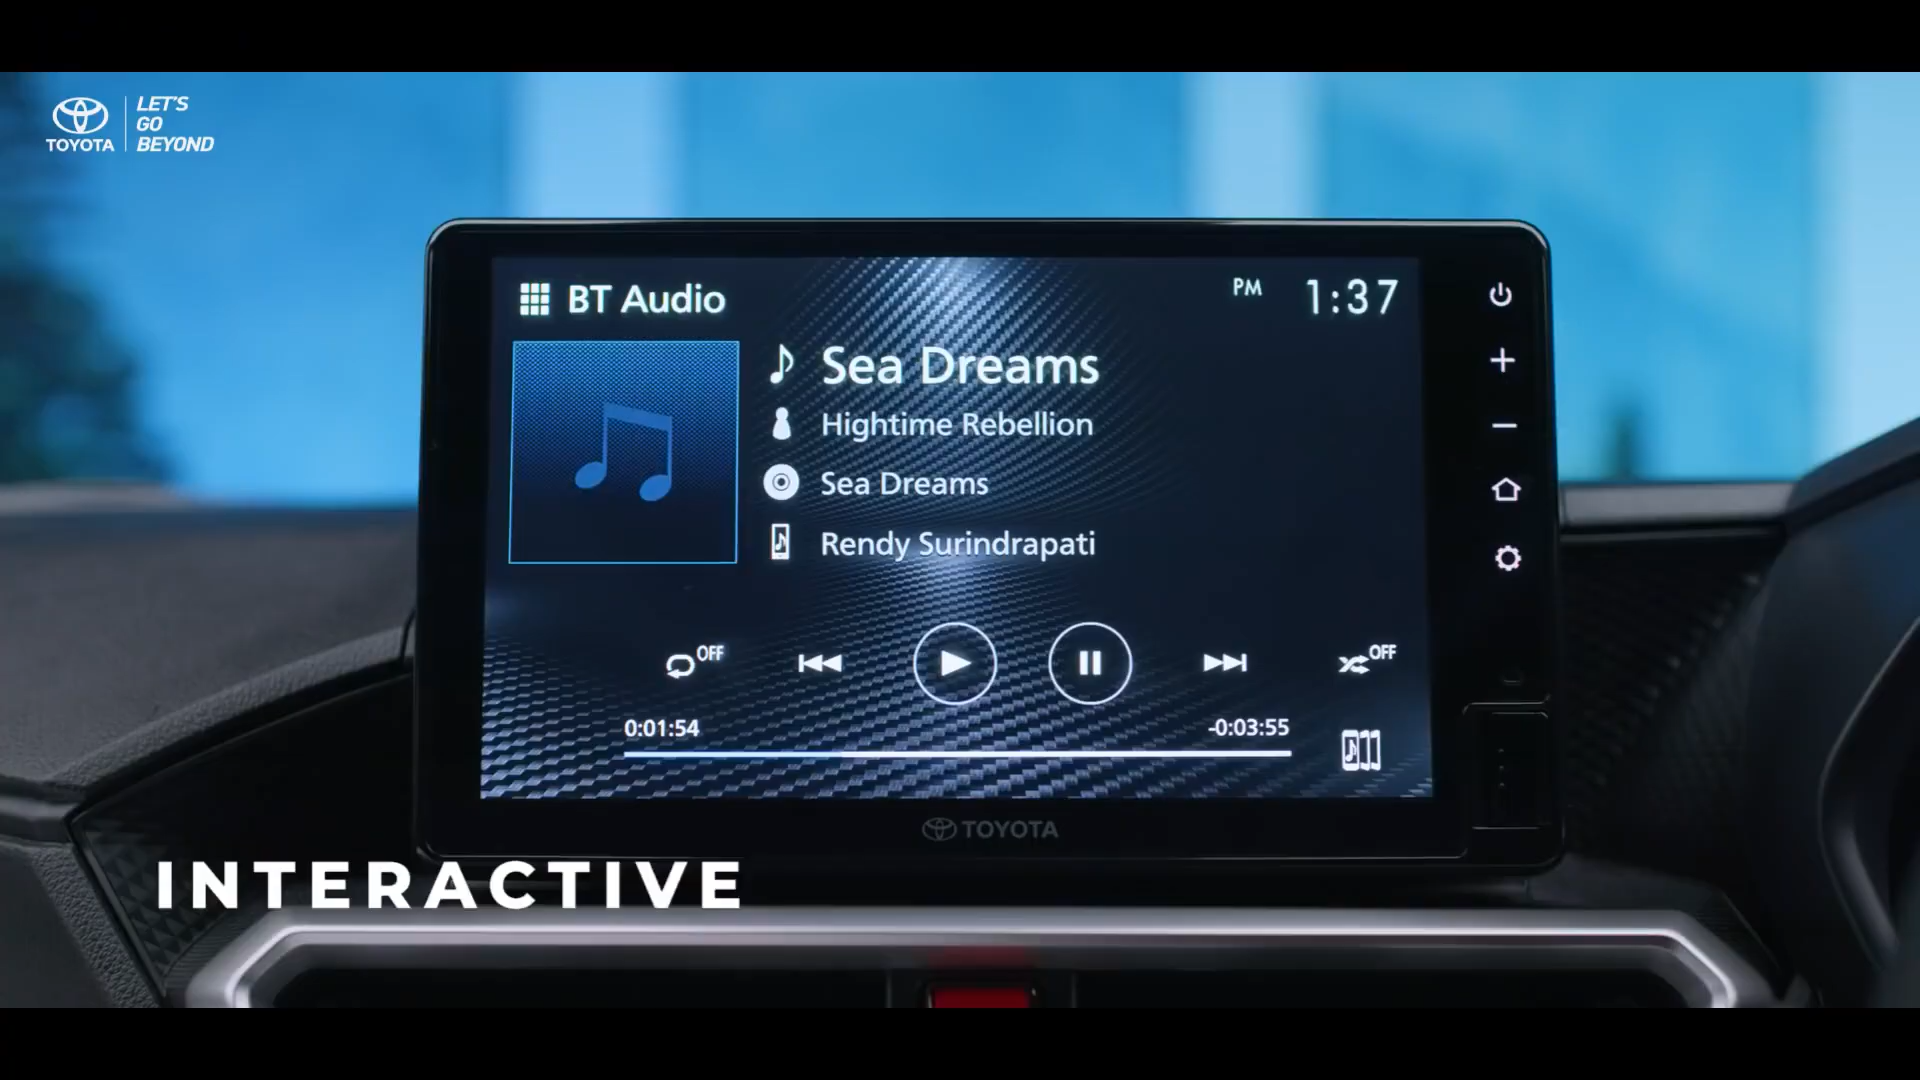 TOYOTA
LET'S
GO
BEYOND
BT Audio
PM 1:37
Sea Dreams
Hightime Rebellion
Sea Dreams
Rendy Surindrapati
OFF
OFF
0:01:54
-0:03:55
TOYOTA
INTERACTIVE